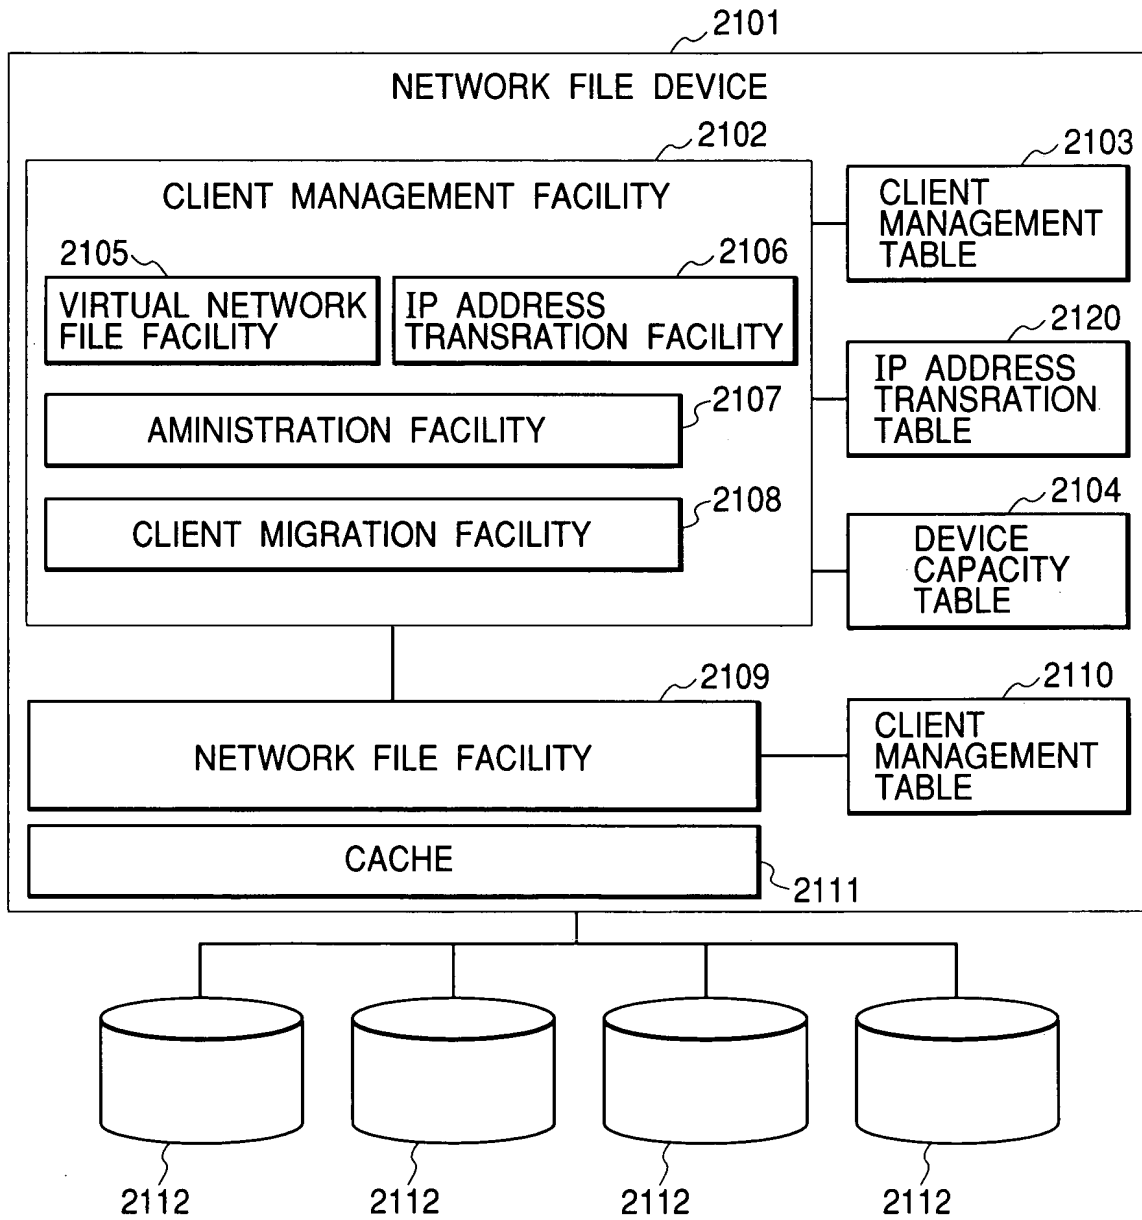 2101
NETWORK FILE DEVICE
2102
CLIENT MANAGEMENT FACILITY
2103
CLIENT
MANAGEMENT
TABLE
2105
VIRTUAL NETWORK
FILE FACILITY
2106
IP ADDRESS
TRANSRATION FACILITY
2120
IP ADDRESS
TRANSRATION
TABLE
2107
AMINISTRATION FACILITY
2108
CLIENT MIGRATION FACILITY
2104
DEVICE
CAPACITY
TABLE
2109
NETWORK FILE FACILITY
2110
CLIENT
MANAGEMENT
TABLE
CACHE
2111
2112
2112
2112
2112